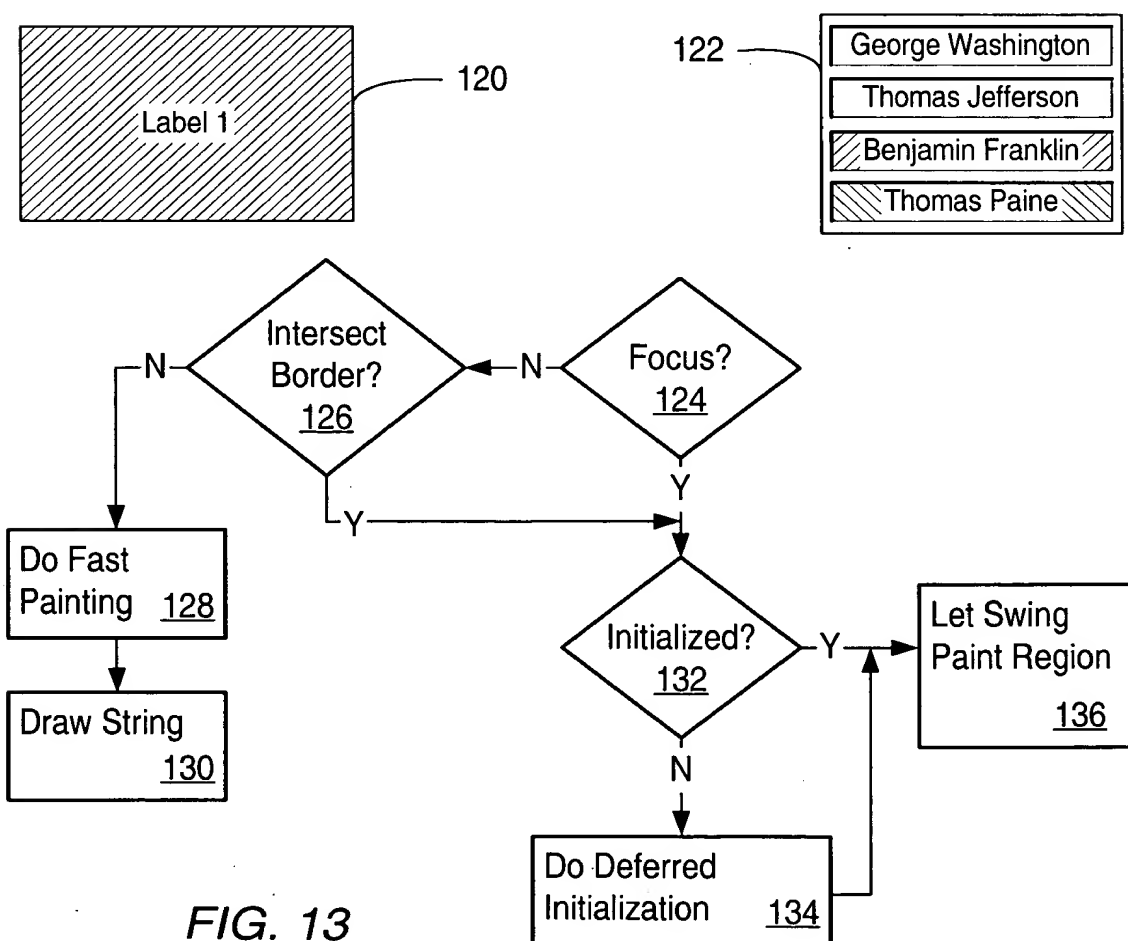 Label 1
120
122
George Washington
Thomas Jefferson
Benjamin Franklin
Thomas Paine
Intersect
Border?
126
N
N
Focus?
124
Y
Y
Do Fast
Painting 128
Draw String
130
Initialized?
132
Y
N
Let Swing
Paint Region
136
Do Deferred
Initialization 134
FIG. 13